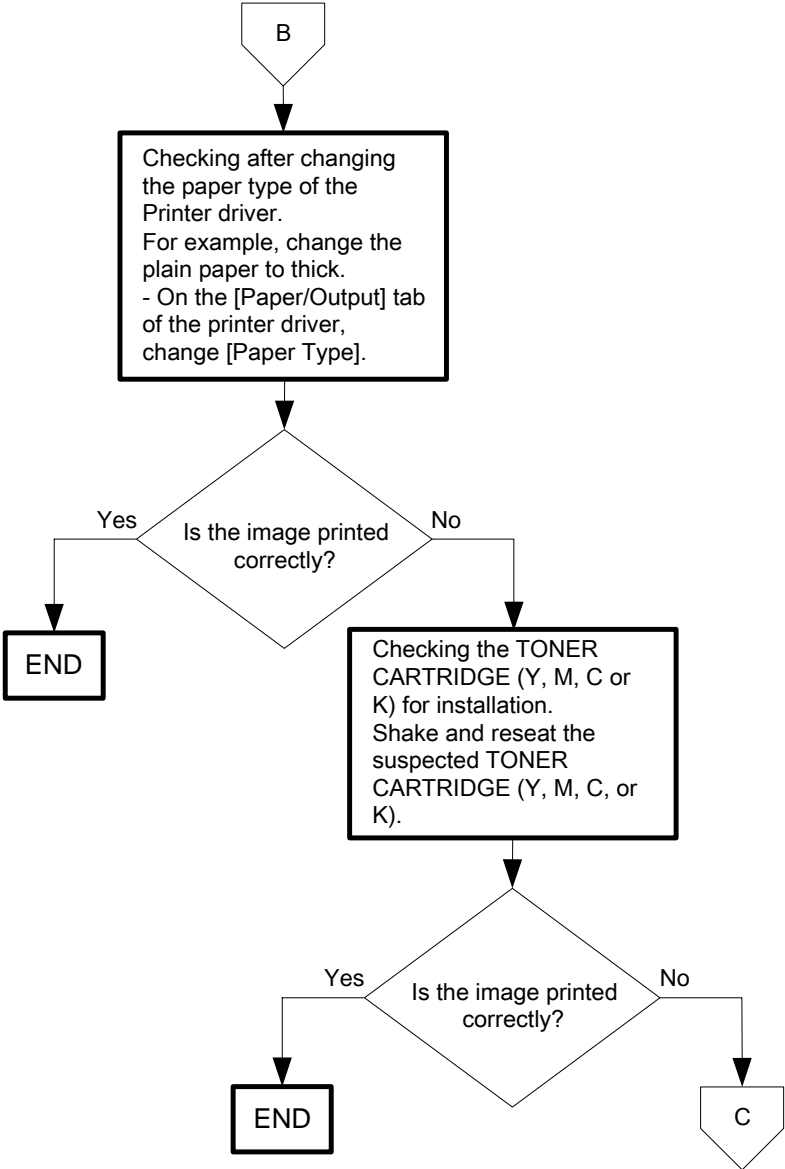 B
Checking after changing
the paper type of the
Printer driver.
For example, change the
plain paper to thick.
- On the [Paper/Output] tab
of the printer driver,
change [Paper Type].
Is the image printed
correctly?
Yes
No
END
Checking the TONER
CARTRIDGE (Y, M, C or
K) for installation.
Shake and reseat the
suspected TONER
CARTRIDGE (Y, M, C, or
K).
Is the image printed
correctly?
Yes
No
END
C